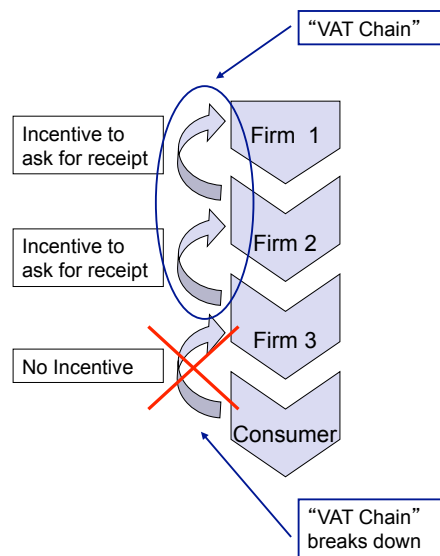 “VAT Chain”
Incentive to
ask for receipt
Firm 1
Incentive to
ask for receipt
Firm 2
No Incentive
Firm 3
Consumer
“VAT Chain”
breaks down